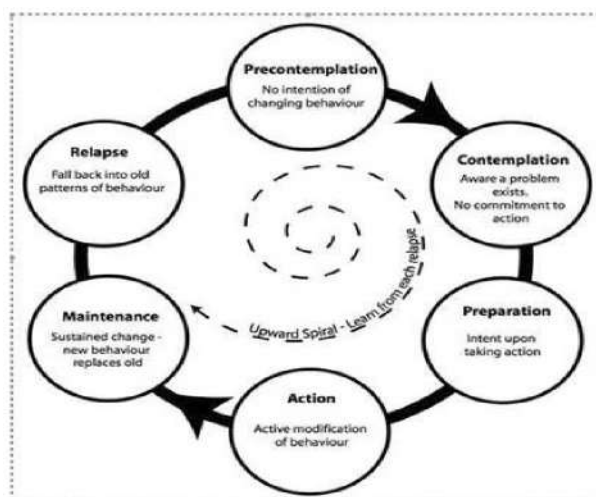 Precontemplation
No intention of
changing behaviour
Contemplation
Aware a problem
exists.
No commitment to
action
Preparation
Intent upon
taking action
Action
Active modification
of behaviour
Maintenance
Sustained change -
new behaviour
replaces old
Relapse
Fall back into old
patterns of behaviour
Upward Spiral - Learn from each relapse